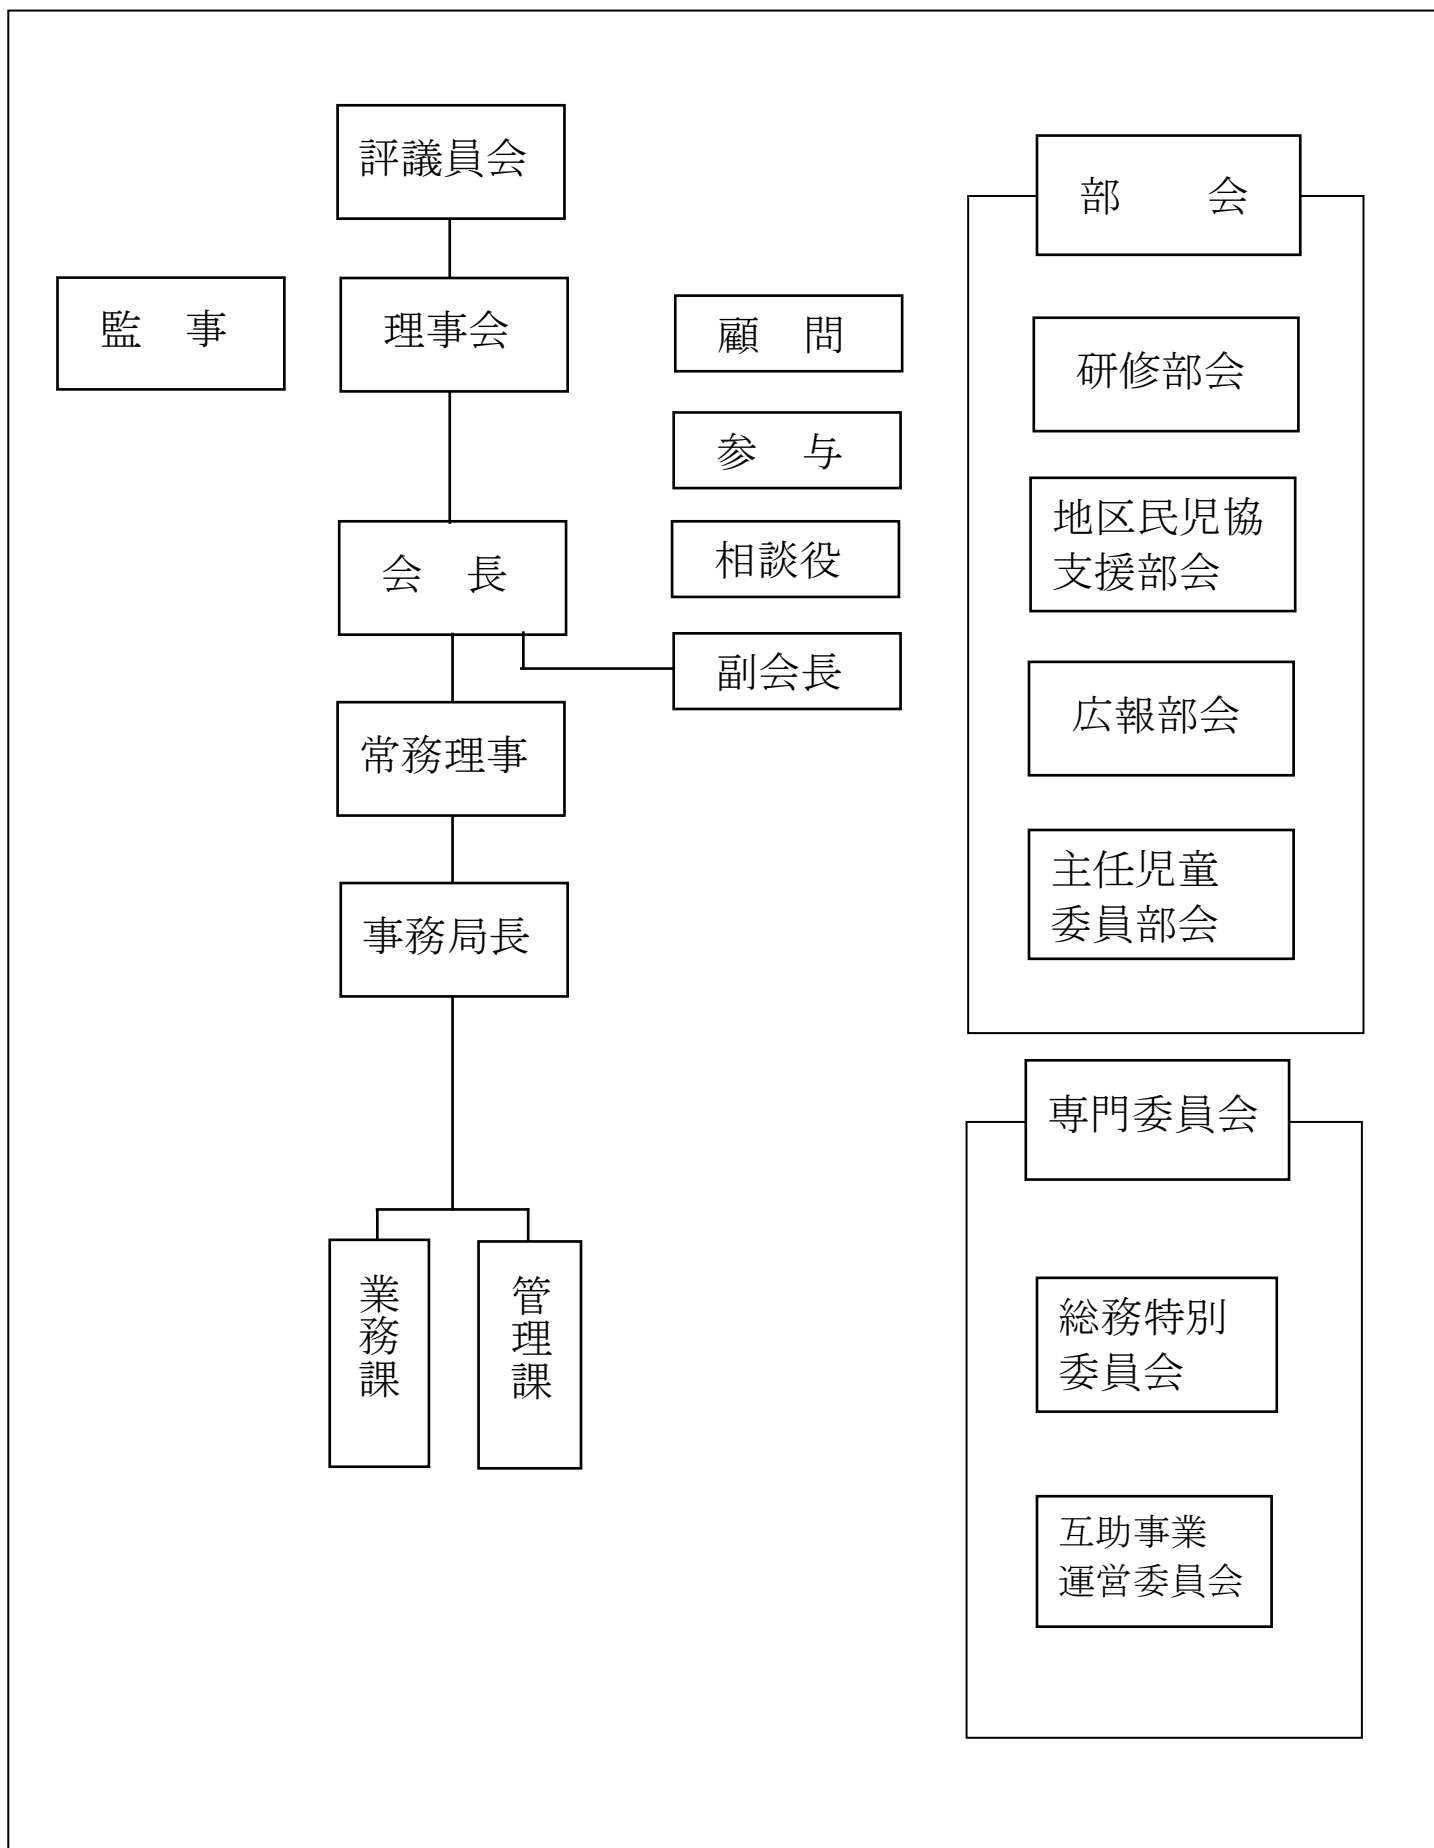 評議員会
監　事
理事会
会　長
常務理事
事務局長
業務課
管理課
顧　問
参　与
相談役
副会長
部　　会
研修部会
地区民児協
支援部会
広報部会
主任児童
委員部会
専門委員会
総務特別
委員会
互助事業
運営委員会